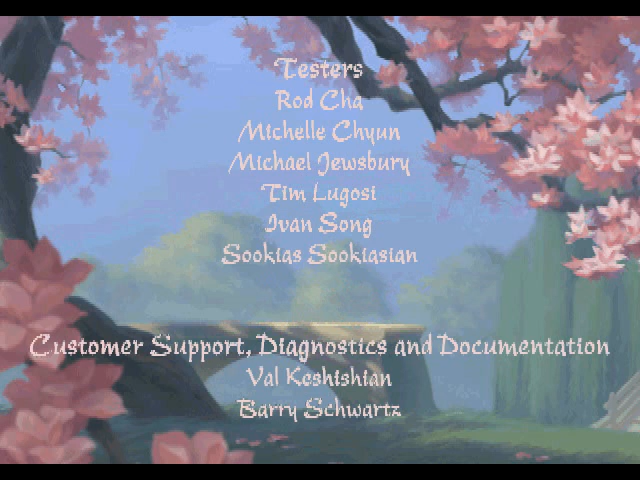 Testers
Rod Cha
Michelle Chyun
Michael Jewsbury
Tim Lugosi
Ivan Song
Sookias Sookiasian
Customer Support, Diagnostics and Documentation
Val Keshishian
Barry Schwartz